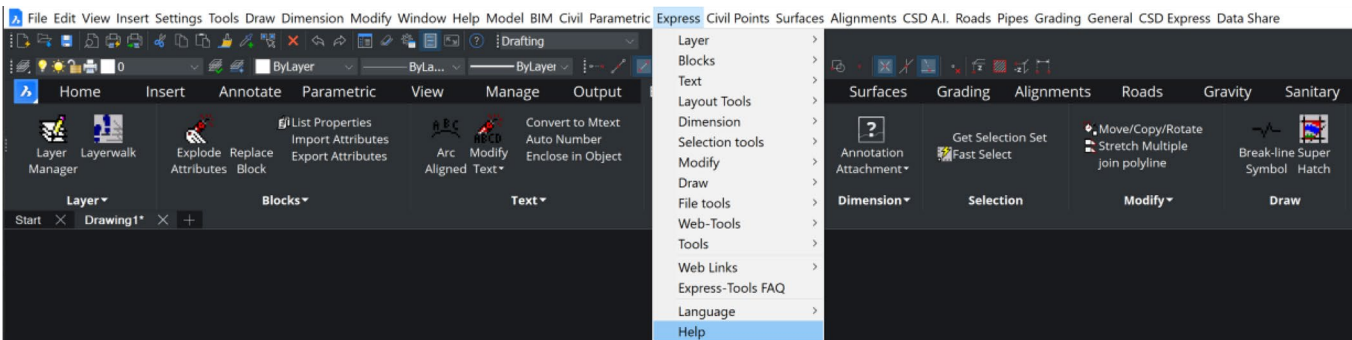 File Edit View Insert Settings Tools Draw Dimension Modify Window Help Model BIM Civil Parametric Express Civil Points Surfaces Alignments CSD A.I. Roads Pipes Grading General CSD Express Data Share
Drafting
0 ByLayer ByLa... ByLayer
Home Insert Annotate Parametric View Manage Output
Surfaces Grading Alignments Roads Gravity Sanitary
Layer
Manager
Layerwalk
Explode
Attributes
Replace
Block
List Properties
Import Attributes
Export Attributes
Arc
Aligned
Modify
Text
Convert to Mtext
Auto Number
Enclose in Object
Layer
Blocks
Text
Layout Tools
Dimension
Selection tools
Modify
Draw
File tools
Web-Tools
Tools
Web Links
Express-Tools FAQ
Language
Help
Annotation
Attachment
Get Selection Set
Fast Select
Move/Copy/Rotate
Stretch Multiple
join polyline
Break-line
Symbol
Super
Hatch
Layer Blocks Text
Dimension Selection Modify Draw
Start Drawing1*